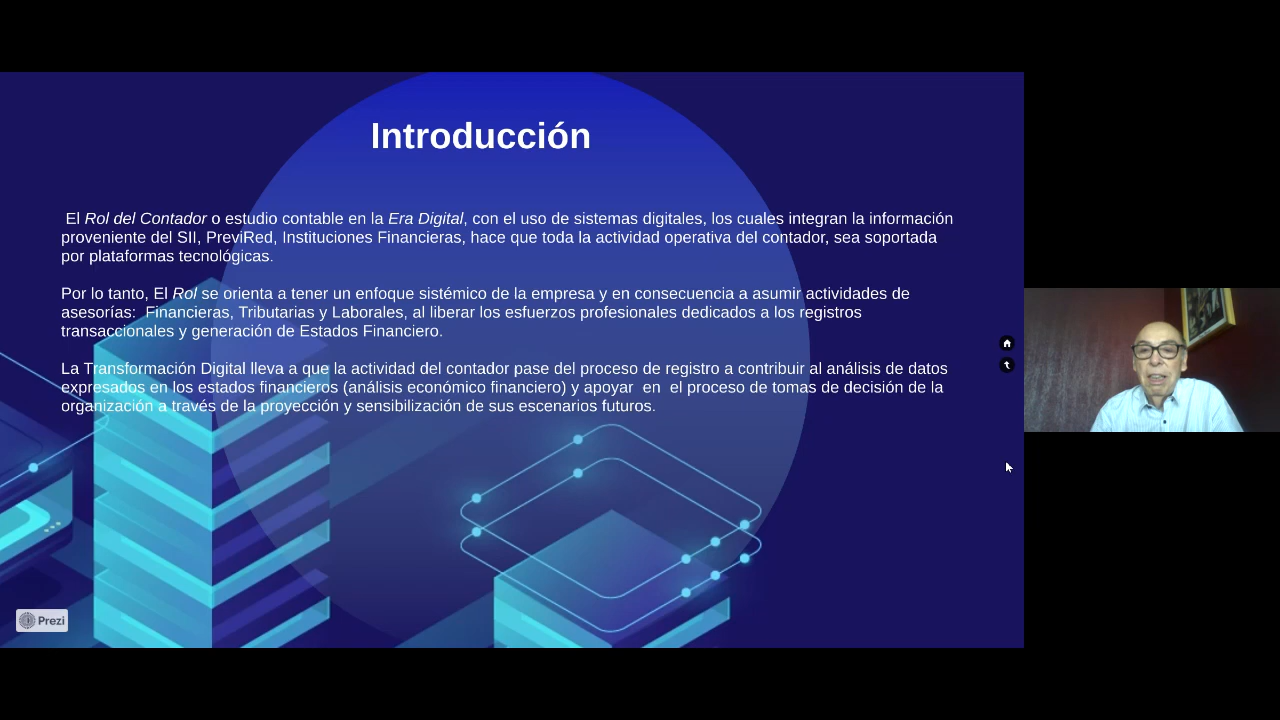 Introducción
El Rol del Contador o estudio contable en la Era Digital, con el uso de sistemas digitales, los cuales integran la información
proveniente del SII, PreviRed, Instituciones Financieras, hace que toda la actividad operativa del contador, sea soportada
por plataformas tecnológicas.
Por lo tanto, El Rol se orienta a tener un enfoque sistémico de la empresa y en consecuencia a asumir actividades de
asesorías:  Financieras, Tributarias y Laborales, al liberar los esfuerzos profesionales dedicados a los registros
transaccionales y generación de Estados Financiero.
La Transformación Digital lleva a que la actividad del contador pase del proceso de registro a contribuir al análisis de datos
expresados en los estados financieros (análisis económico financiero) y apoyar  en  el proceso de tomas de decisión de la
organización a través de la proyección y sensibilización de sus escenarios futuros.
Prezi